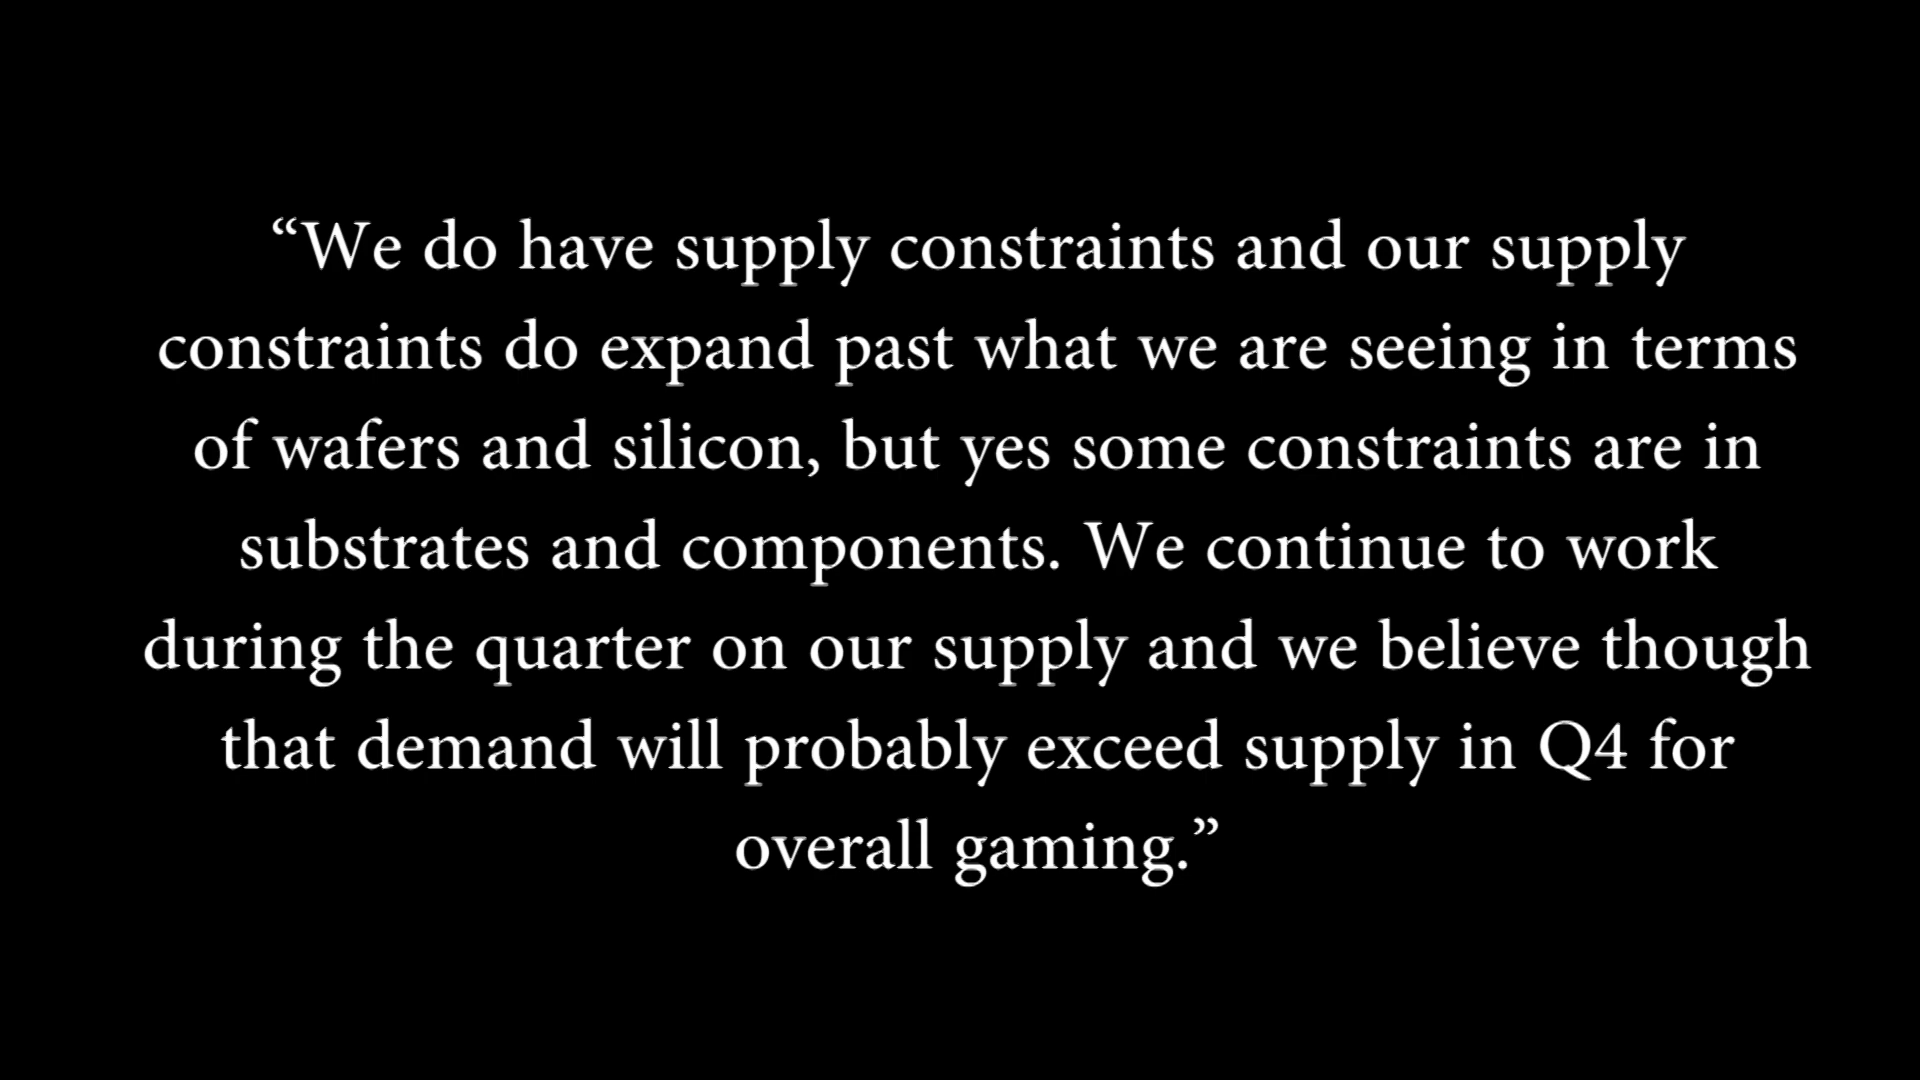 “We do have supply constraints and our supply
constraints do expand past what we are seeing in terms
of wafers and silicon, but yes some constraints are in
substrates and components. We continue to work
during the quarter on our supply and we believe though
that demand will probably exceed supply in Q4 for
overall gaming.”